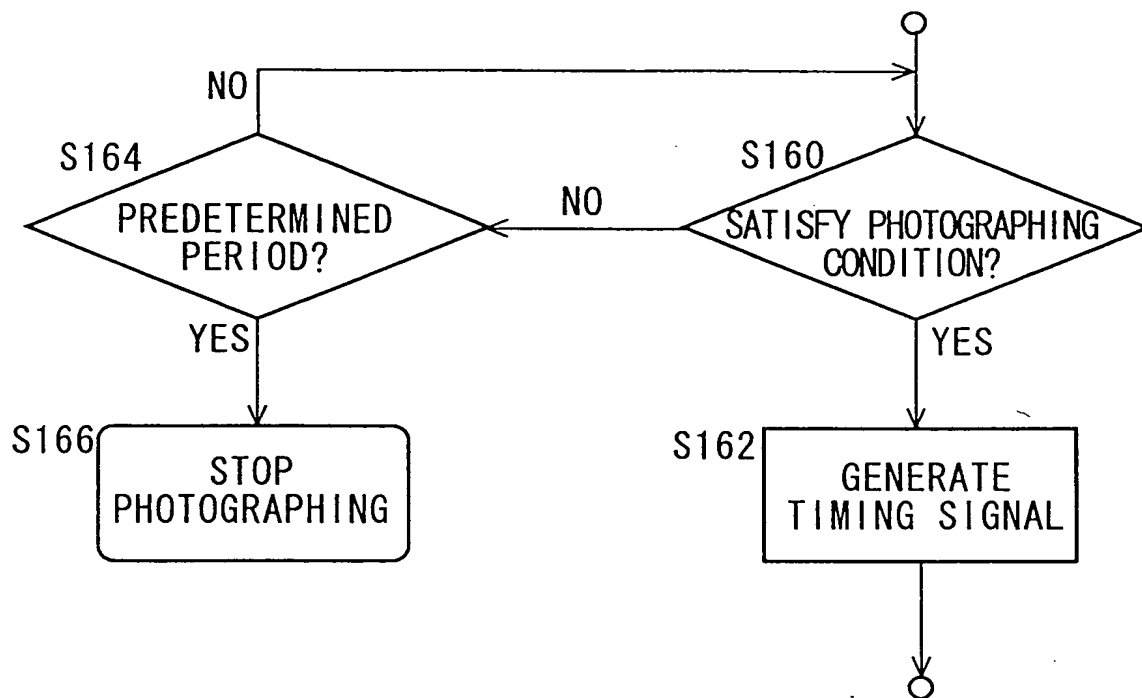 NO
S164
S160
PREDETERMINED
PERIOD?
NO
SATISFY PHOTOGRAPHING
CONDITION?
YES
YES
S166
STOP
PHOTOGRAPHING
S162
GENERATE
TIMING SIGNAL